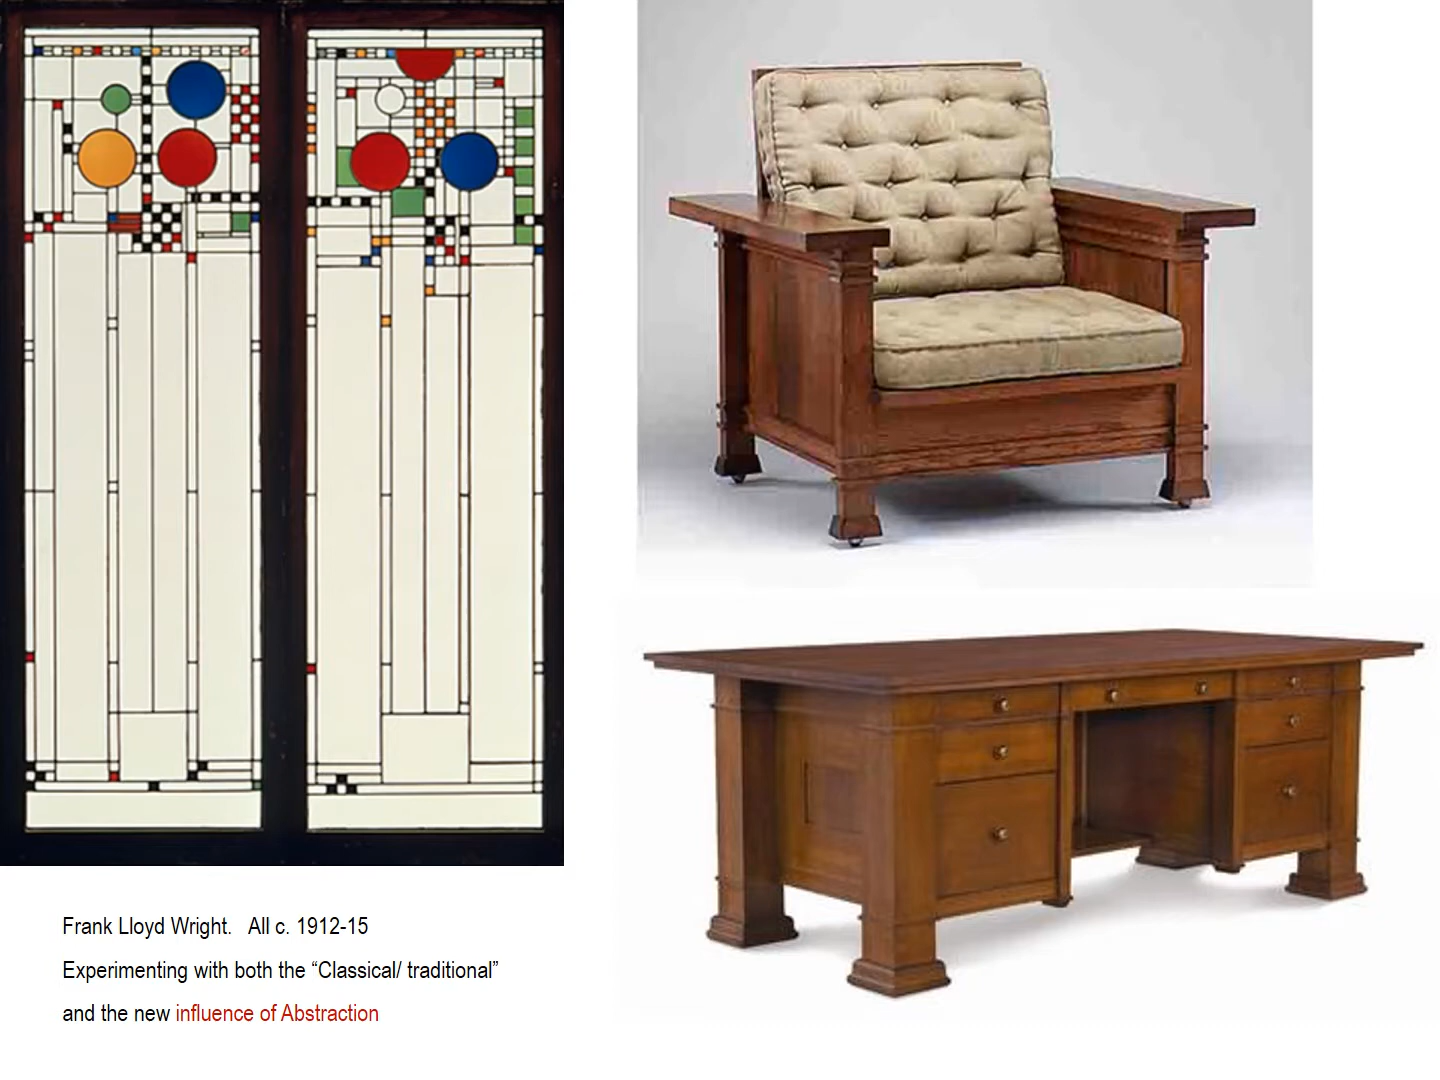 Frank Lloyd Wright.   All c. 1912-15
Experimenting with both the “Classical/ traditional”
and the new influence of Abstraction